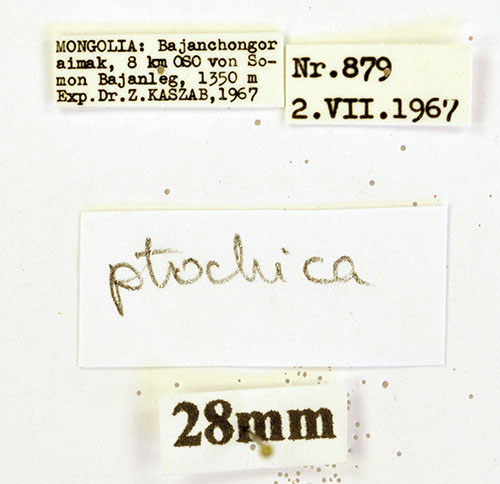 MONGOLIA: Bajanchongor
aimak, 8 km OSO von So-
mon Bajanleg, 1350 m
Exp.Dr.Z.KASZAB,1967
Nr.879
2.VII.1967
ptochica
28mm